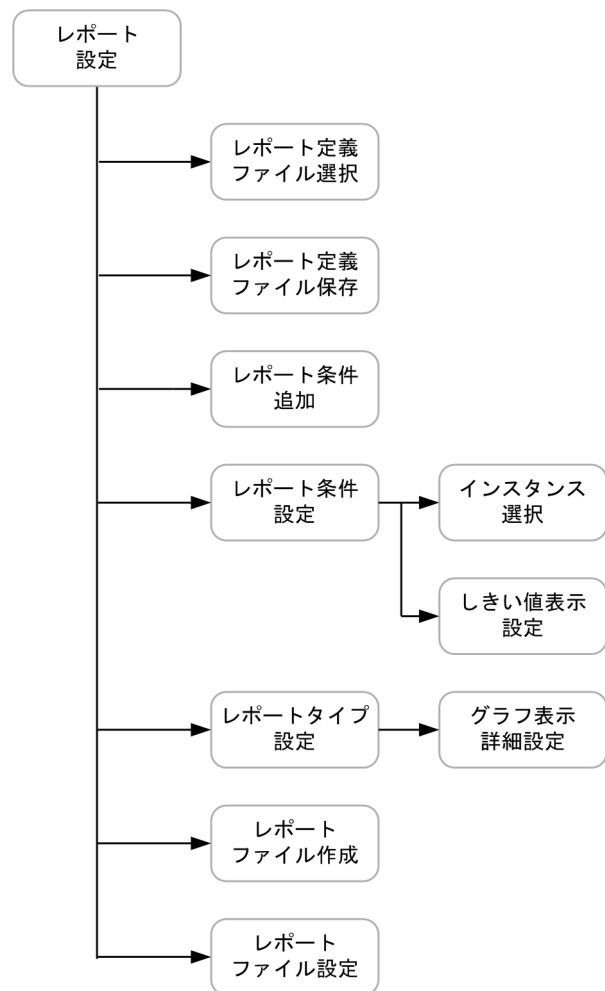 レポート
設定
レポート定義
ファイル選択
レポート定義
ファイル保存
レポート条件
追加
レポート条件
設定
インスタンス
選択
しきい値表示
設定
レポートタイプ
設定
グラフ表示
詳細設定
レポート
ファイル作成
レポート
ファイル設定